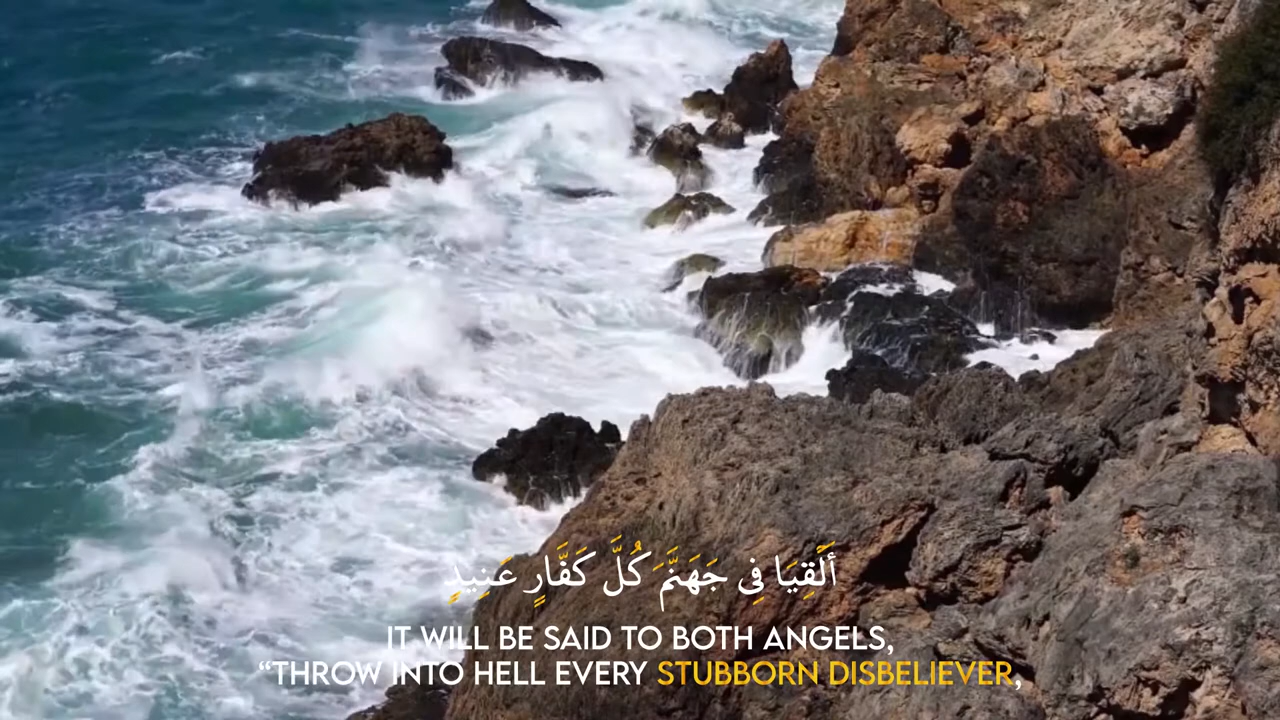 أَلْقِيَا فِى جَهَنَّمَ كُلَّ كَفَّارٍ عَنِيدٍ
IT WILL BE SAID TO BOTH ANGELS,
“THROW INTO HELL EVERY STUBBORN DISBELIEVER,